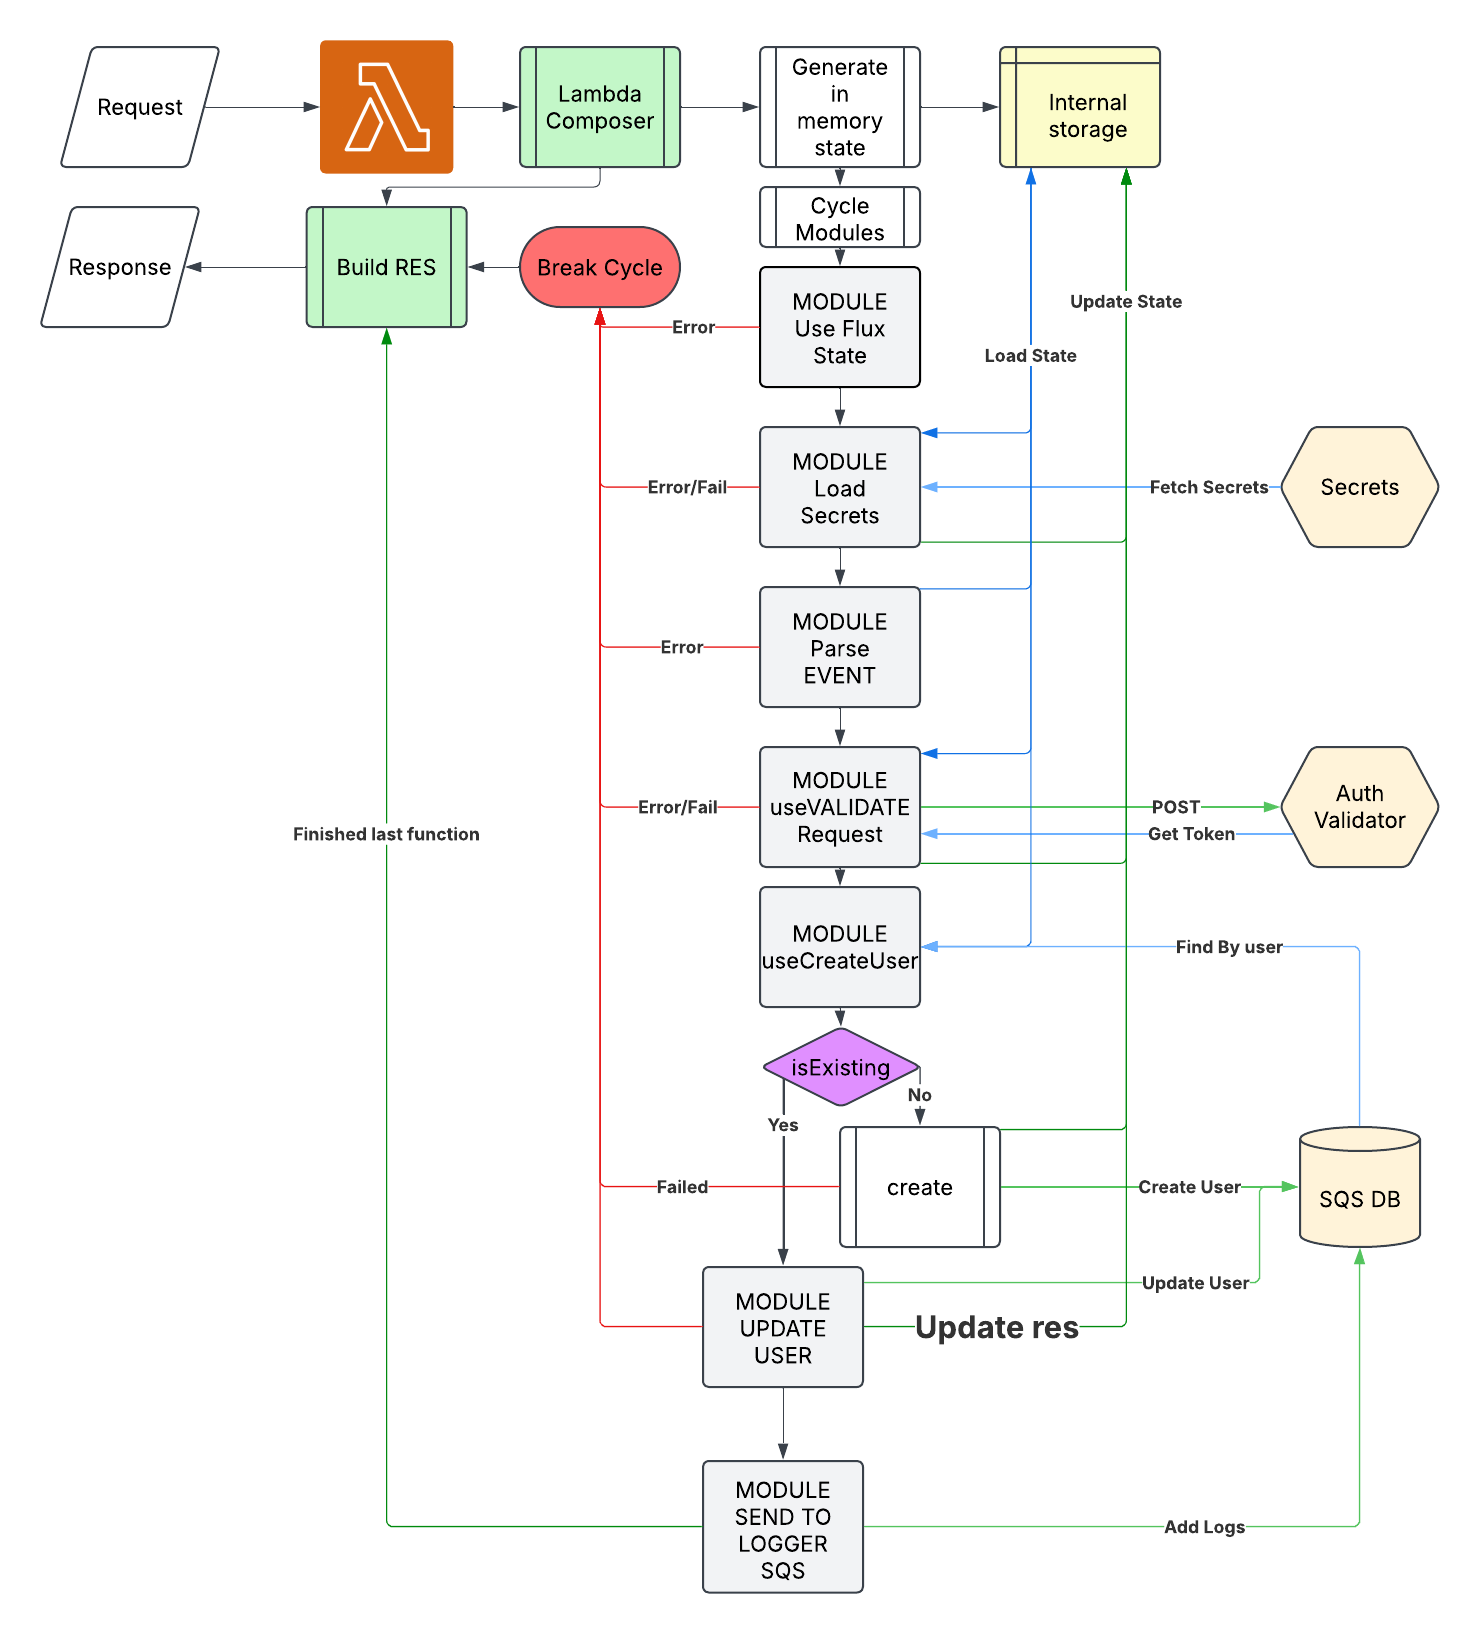 Request
Lambda
Composer
Generate
in
memory
state
Internal
storage
Cycle
Modules
Response
Build RES
Break Cycle
MODULE
Use Flux
State
Error
Update State
Load State
MODULE
Load
Secrets
Error/Fail
Fetch Secrets
Secrets
MODULE
Parse
EVENT
Error
MODULE
useVALIDATE
Request
Error/Fail
POST
Get Token
Auth
Validator
Finished last function
MODULE
useCreateUser
Find By user
isExisting
No
Yes
create
Failed
Create User
SQS DB
Update User
MODULE
UPDATE
USER
Update res
MODULE
SEND TO
LOGGER
SQS
Add Logs